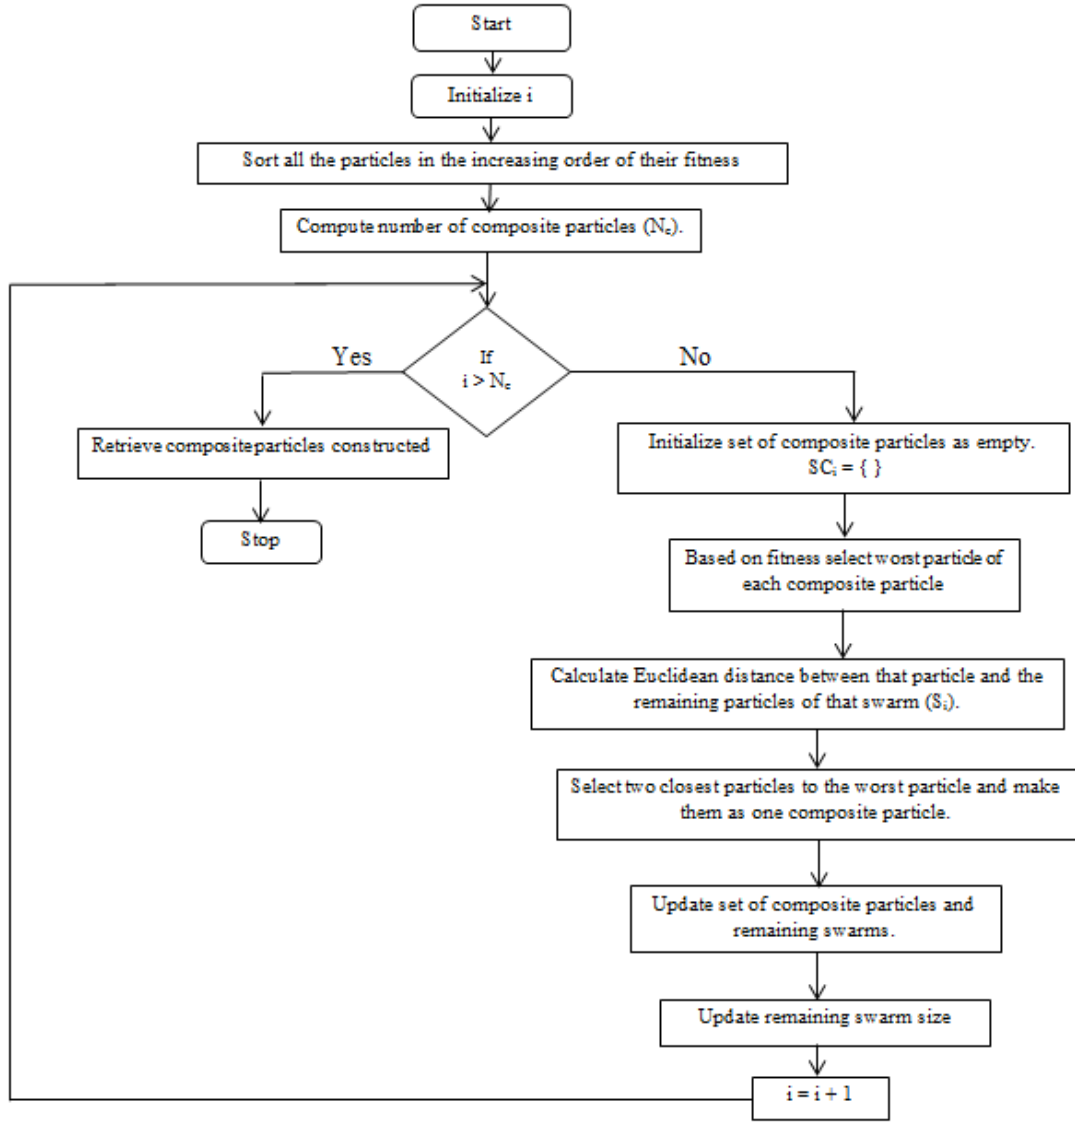 Start
Initialize i
Sort all the particles in the increasing order of their fitness
Compute number of composite particles (Nc).
If
i > Nc
Yes
No
Retrieve composite particles constructed
Stop
Initialize set of composite particles as empty.
SCi = { }
Based on fitness select worst particle of
each composite particle
Calculate Euclidean distance between that particle and the
remaining particles of that swarm (Si).
Select two closest particles to the worst particle and make
them as one composite particle.
Update set of composite particles and
remaining swarms.
Update remaining swarm size
i = i + 1